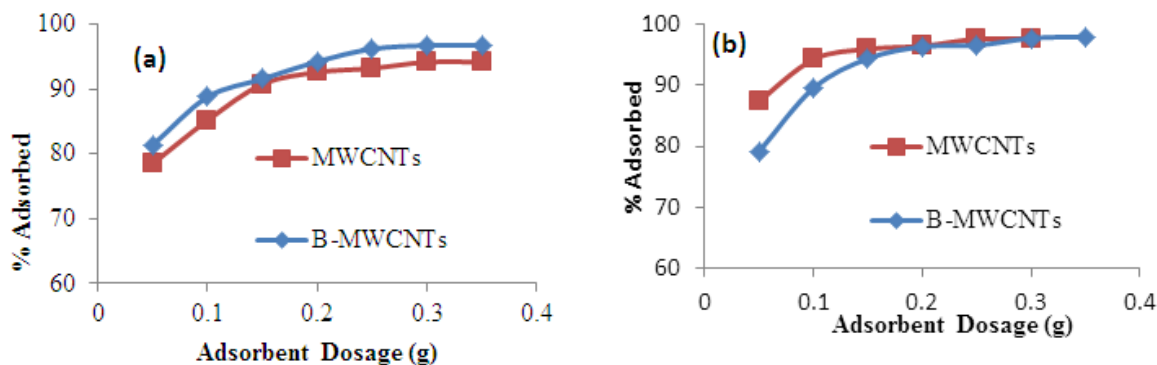 (a)
% Adsorbed
100
90
80
70
60
0
0.1
0.2
0.3
0.4
MWCNTs
B-MWCNTs
Adsorbent Dosage (g)
(b)
% Adsorbed
100
90
80
70
60
0
0.1
0.2
0.3
0.4
MWCNTs
B-MWCNTs
Adsorbent Dosage (g)